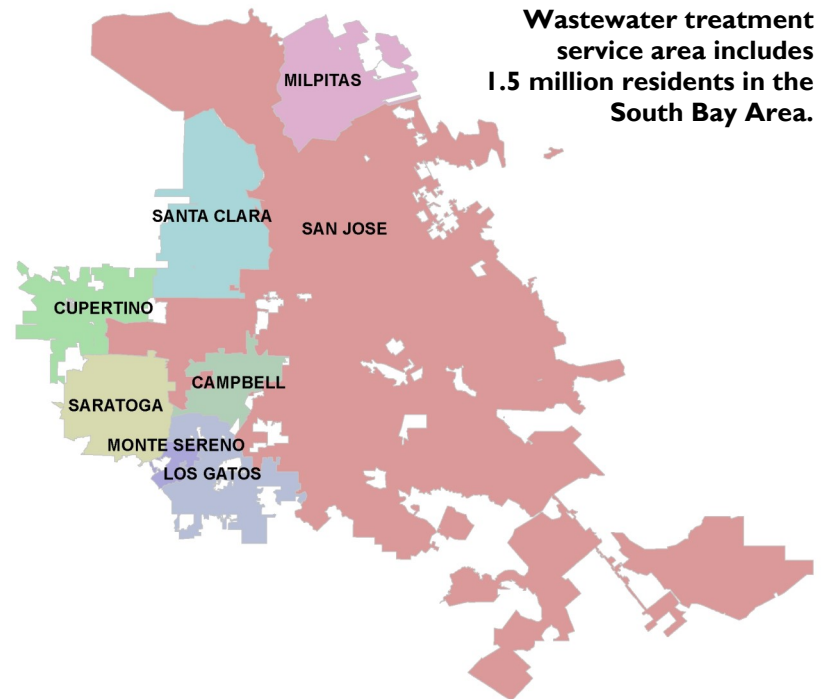 Wastewater treatment
service area includes
1.5 million residents in the
South Bay Area.
MILPITAS
SANTA CLARA
SAN JOSE
CUPERTINO
CAMPBELL
SARATOGA
MONTE SERENO
LOS GATOS